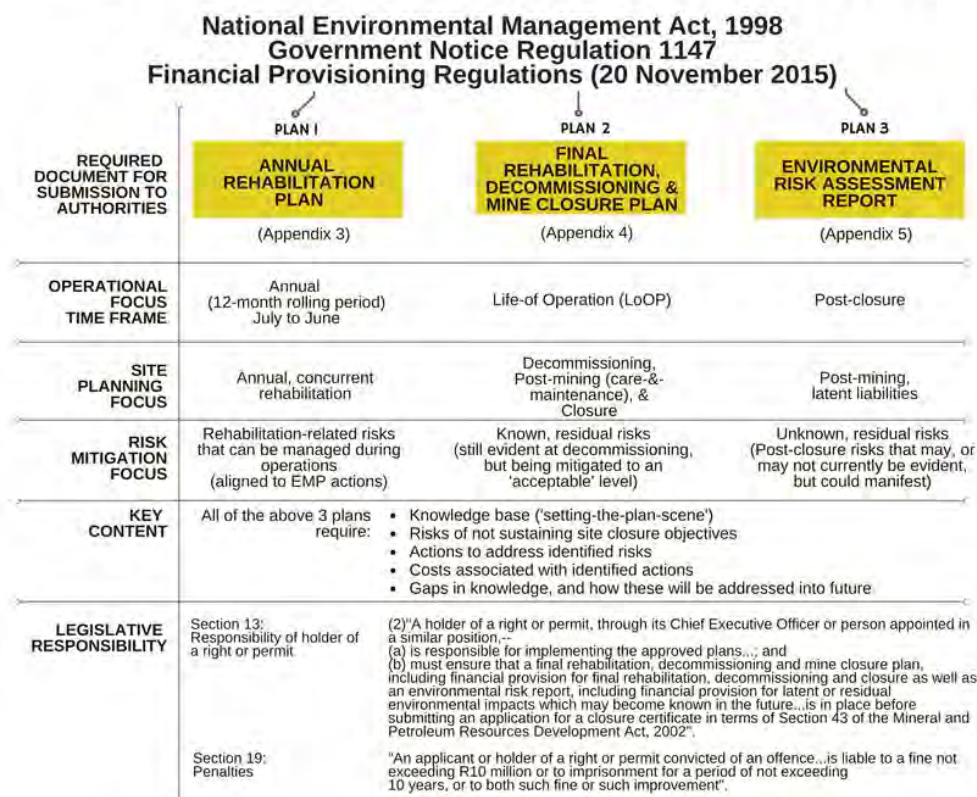 National Environmental Management Act, 1998
Government Notice Regulation 1147
Financial Provisioning Regulations (20 November 2015)
PLAN I
PLAN 2
PLAN 3
REQUIRED
DOCUMENT FOR
SUBMISSION TO
AUTHORITIES
ANNUAL
REHABILITATION
PLAN
(Appendix 3)
FINAL
REHABILITATION,
DECOMMISSIONING &
MINE CLOSURE PLAN
(Appendix 4)
ENVIRONMENTAL
RISK ASSESSMENT
REPORT
(Appendix 5)
OPERATIONAL
FOCUS
TIME FRAME
Annual
(12-month rolling period)
July to June
Life-of Operation (LoOP)
Post-closure
SITE
PLANNING
FOCUS
Annual, concurrent
rehabilitation
Decommissioning,
Post-mining (care-&-
maintenance), &
Closure
Post-mining,
latent liabilities
RISK
MITIGATION
FOCUS
Rehabilitation-related risks
that can be managed during
operations
(aligned to EMP actions)
Known, residual risks
(still evident at decommissioning,
but being mitigated to an
'acceptable' level)
Unknown, residual risks
(Post-closure risks that may, or
may not currently be evident,
but could manifest)
KEY
CONTENT
All of the above 3 plans
require:
• Knowledge base ('setting-the-plan-scene')
• Risks of not sustaining site closure objectives
• Actions to address identified risks
• Costs associated with identified actions
• Gaps in knowledge, and how these will be addressed into future
LEGISLATIVE
RESPONSIBILITY
Section 13:
Responsibility of holder of
a right or permit
(2)"A holder of a right or permit, through its Chief Executive Officer or person appointed in
a similar position,--
(a) is responsible for implementing the approved plans...; and
(b) must ensure that a final rehabilitation, decommissioning and mine closure plan,
including financial provision for final rehabilitation, decommissioning and closure as well as
an environmental risk report, including financial provision for latent or residual
environmental impacts which may become known in the future...is in place before
submitting an application for a closure certificate in terms of Section 43 of the Mineral and
Petroleum Resources Development Act, 2002".
Section 19:
Penalties
"An applicant or holder of a right or permit convicted of an offence...is liable to a fine not
exceeding R10 million or to imprisonment for a period of not exceeding
10 years, or to both such fine or such improvement".